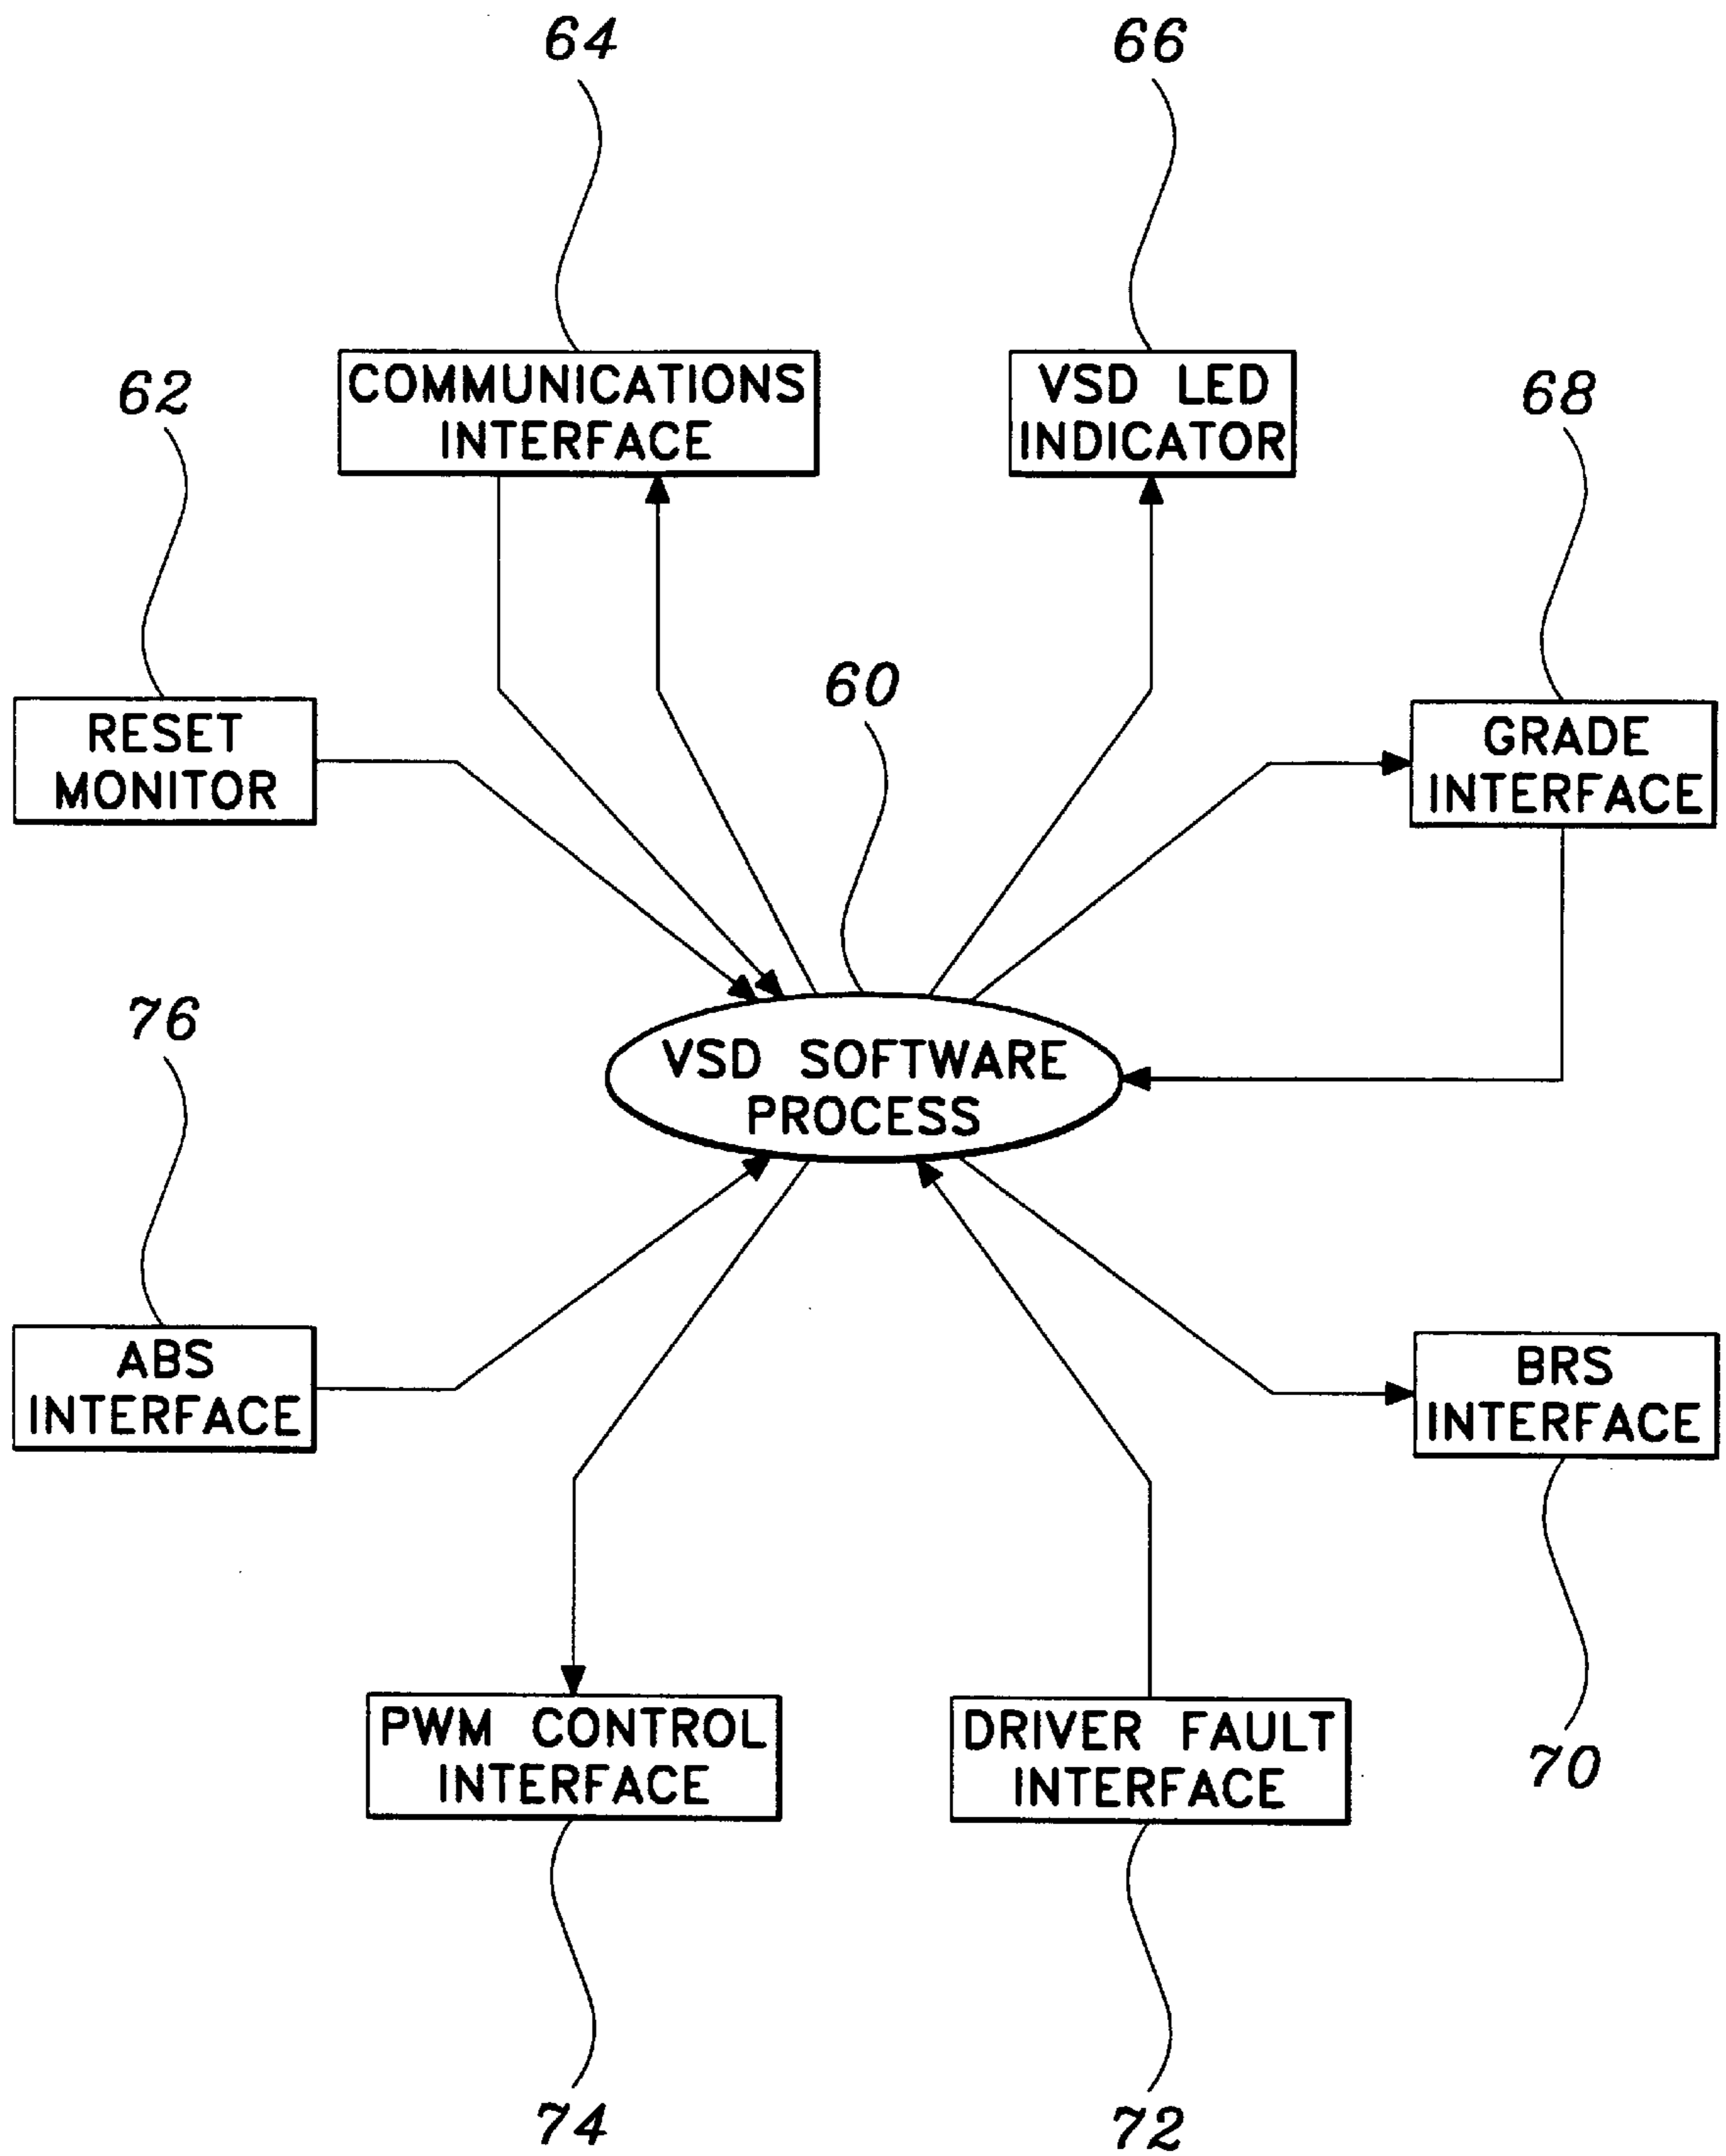 64
66
COMMUNICATIONS
INTERFACE
VSD LED
INDICATOR
62
68
RESET
MONITOR
60
GRADE
INTERFACE
76
VSD SOFTWARE
PROCESS
ABS
INTERFACE
BRS
INTERFACE
PWM CONTROL
INTERFACE
DRIVER FAULT
INTERFACE
70
74
72